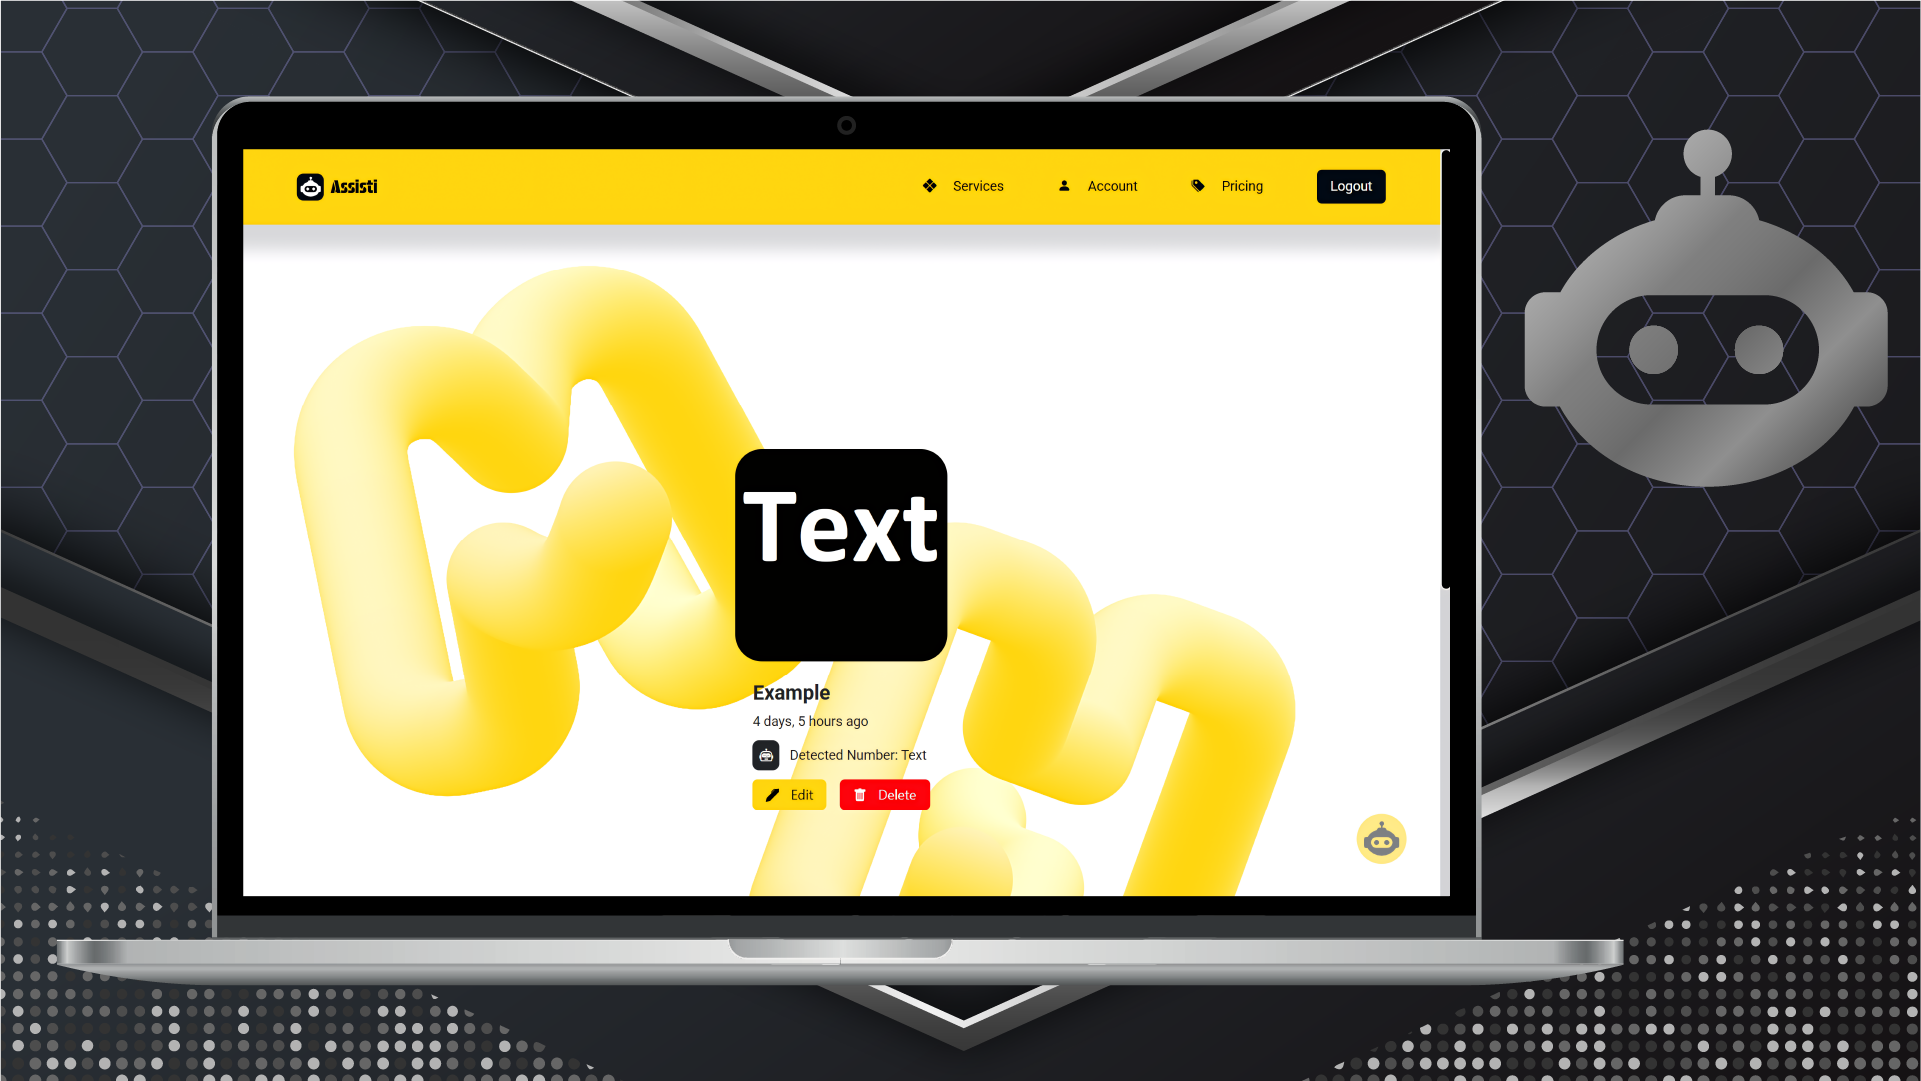 Assisti
Services
Account
Pricing
Logout
Text
Example
4 days, 5 hours ago
Detected Number: Text
Edit
Delete